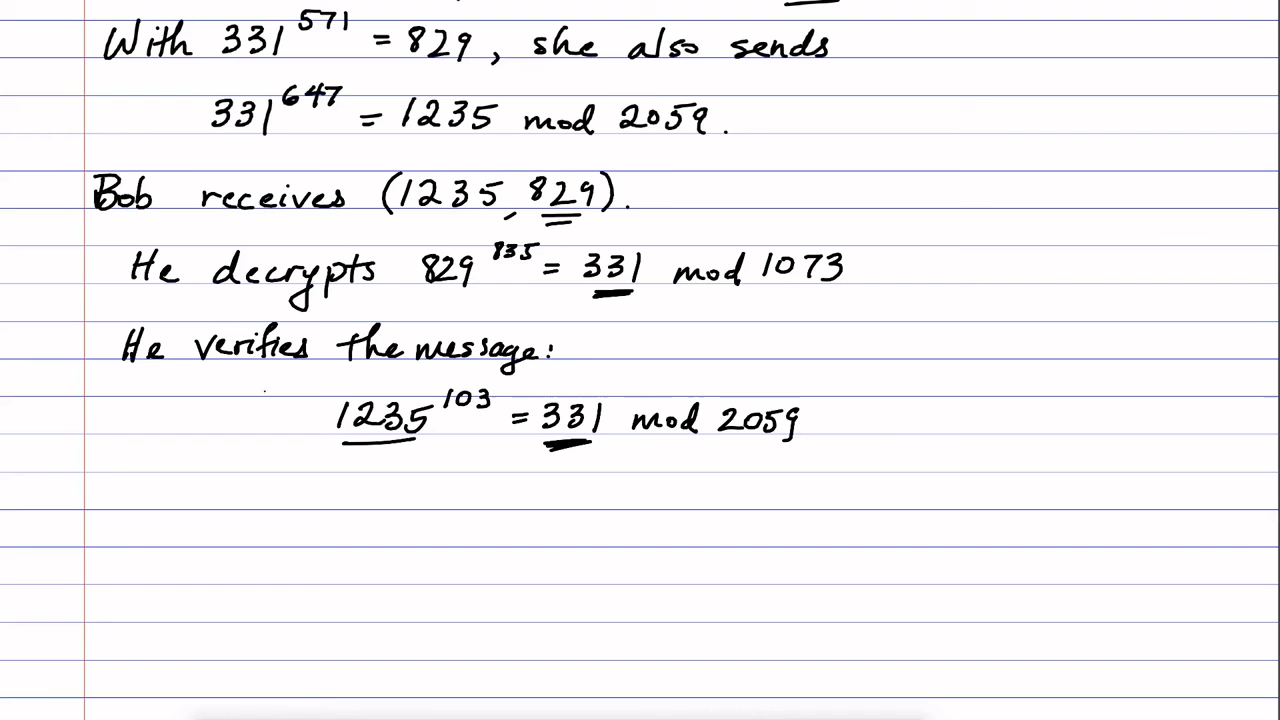 With 331^571 = 829, she also sends
331^647 = 1235 mod 2059.
Bob receives (1235, 829).
He decrypts 829^835 = 331 mod 1073
He verifies the message:
1235^103 = 331 mod 2059